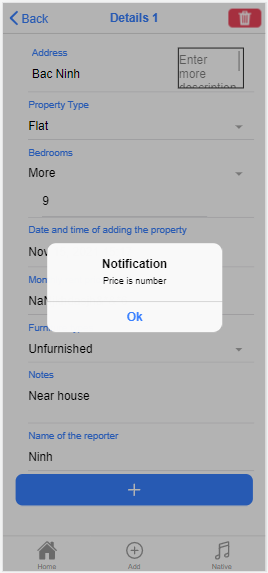 Back
Details 1
Address
Bac Ninh
Enter
more
description
Property Type
Flat
Bedrooms
More
9
Date and time of adding the property
Nov
Notification
Price is number
Mon
NaN
Ok
Unfurnished
Notes
Near house
Name of the reporter
Ninh
Home
Add
Native